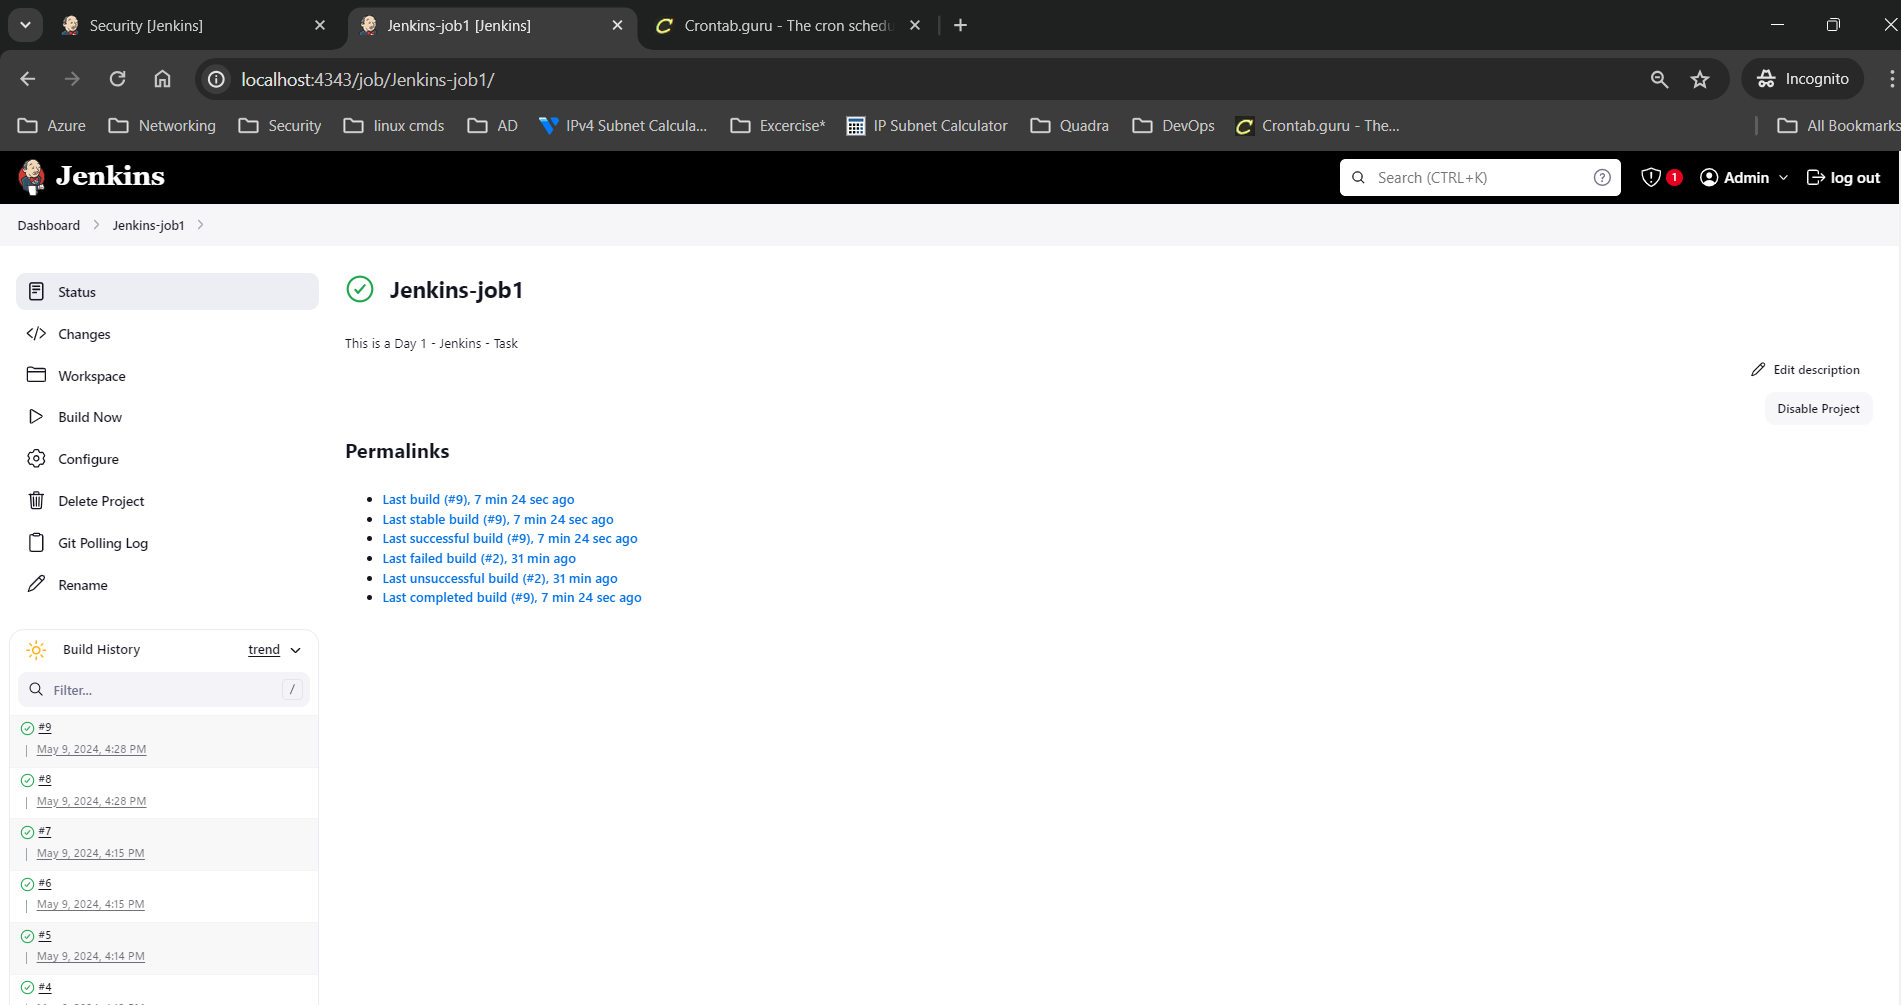 Security [Jenkins]
Jenkins-job1 [Jenkins]
Crontab.guru - The cron schedu
localhost:4343/job/Jenkins-job1/
Incognito
Azure
Networking
Security
linux cmds
AD
IPv4 Subnet Calcula...
Excercise*
IP Subnet Calculator
Quadra
DevOps
Crontab.guru - The...
All Bookmarks
Jenkins
Search (CTRL+K)
1
Admin
log out
Dashboard
Jenkins-job1
Status
Changes
Workspace
Build Now
Configure
Delete Project
Git Polling Log
Rename
Jenkins-job1
This is a Day 1 - Jenkins - Task
Edit description
Disable Project
Permalinks
Last build (#9), 7 min 24 sec ago
Last stable build (#9), 7 min 24 sec ago
Last successful build (#9), 7 min 24 sec ago
Last failed build (#2), 31 min ago
Last unsuccessful build (#2), 31 min ago
Last completed build (#9), 7 min 24 sec ago
Build History
trend
Filter...
/
#9
May 9, 2024, 4:28 PM
#8
May 9, 2024, 4:28 PM
#7
May 9, 2024, 4:15 PM
#6
May 9, 2024, 4:15 PM
#5
May 9, 2024, 4:14 PM
#4